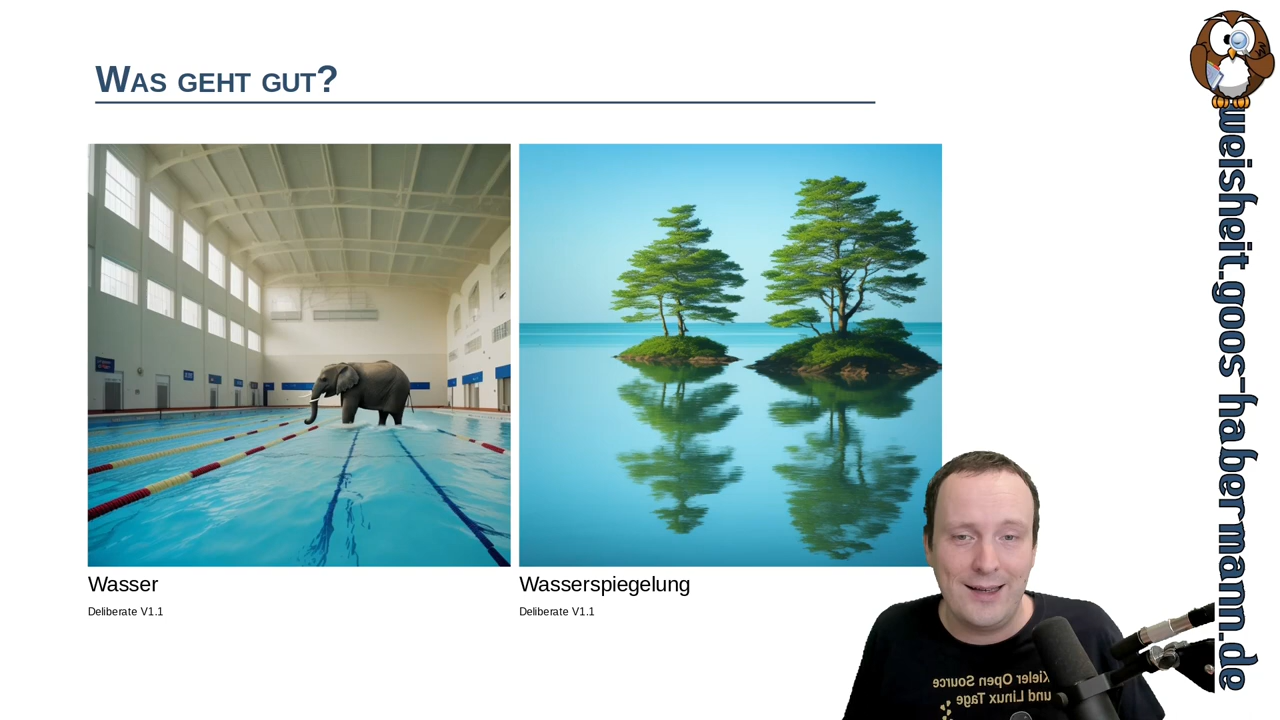 Was geht gut?
Wasser
Deliberate V1.1
Wasserspiegelung
Deliberate V1.1
weisheit.goos-habermann.de
Kieler Open Source
und Linux Tage